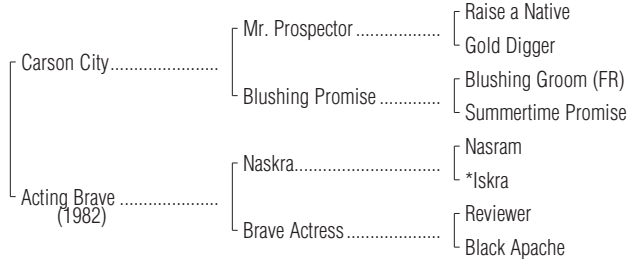 Raise a Native
Mr. Prospector ..................
Gold Digger
Carson City.......................
Blushing Groom (FR)
Blushing Promise .............
Summertime Promise
Nasram
Naskra...............................
*Iskra
Acting Brave .....................
(1982)
Reviewer
Brave Actress ....................
Black Apache